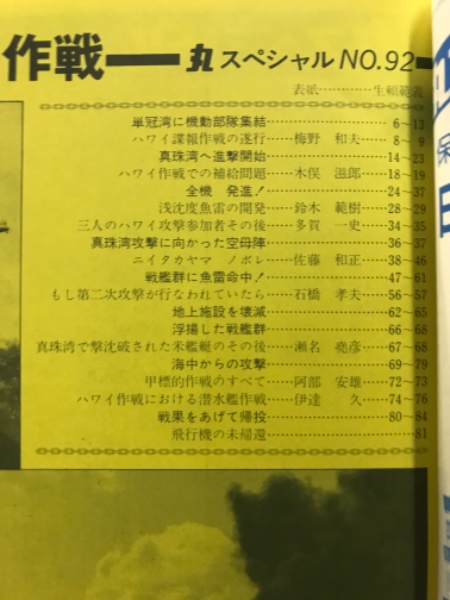 作戦━━丸スペシャルNO.92━
表紙…………生頼範義
単冠湾に機動部隊集結…………………………6〜13
ハワイ諜報作戦の遂行……梅野 和夫……8〜9
真珠湾へ進撃開始…………………………14〜23
ハワイ作戦での補給問題……木俣 滋郎……18〜19
全機 発進!…………………………24〜37
浅沈度魚雷の開発……鈴木 範樹……28〜29
三人のハワイ攻撃参加者その後……多賀 一史……34〜35
真珠湾攻撃に向かった空母陣…………………………36〜37
ニイタカヤマ ノボレ……佐藤 和正……38〜46
戦艦群に魚雷命中!…………………………47〜61
もし第二次攻撃が行なわれていたら……石橋 孝夫……56〜57
地上施設を壊滅…………………………62〜65
浮揚した戦艦群…………………………66〜68
真珠湾で撃沈破された米艦艇のその後……瀬名 堯彦……67〜68
海中からの攻撃…………………………69〜79
甲標的作戦のすべて……阿部 安雄……72〜73
ハワイ作戦における潜水艦作戦……伊達 久……74〜76
戦果をあげて帰投…………………………80〜84
飛行機の未帰還…………………………81